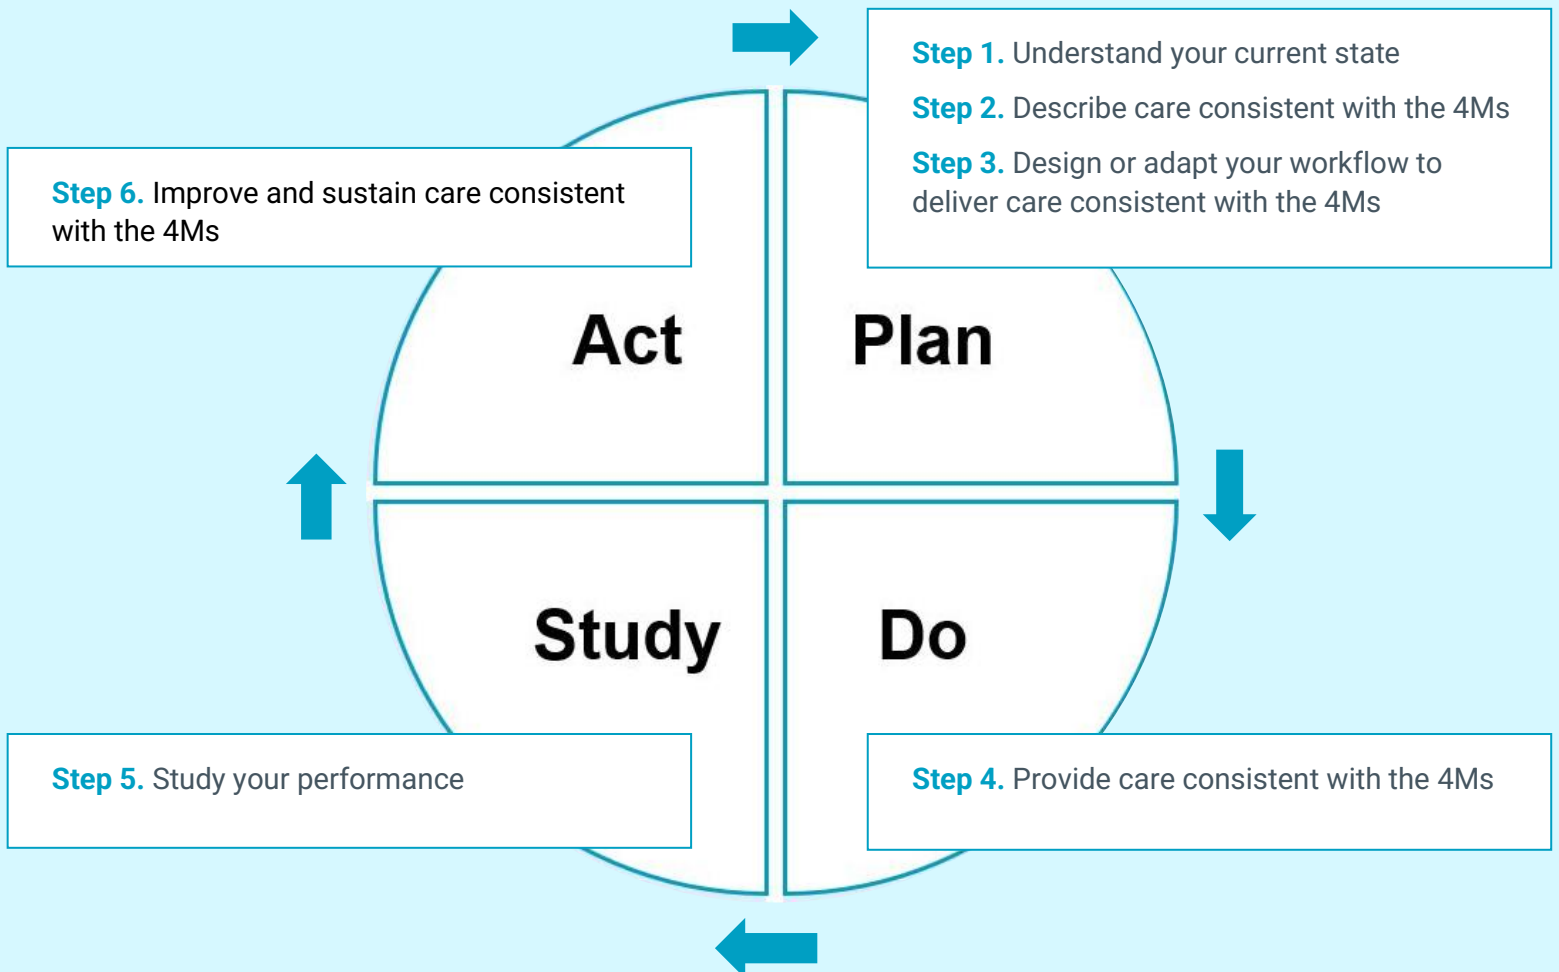 Step 1. Understand your current state
Step 2. Describe care consistent with the 4Ms
Step 3. Design or adapt your workflow to
deliver care consistent with the 4Ms
Step 6. Improve and sustain care consistent
with the 4Ms
Act
Plan
Study
Do
Step 5. Study your performance
Step 4. Provide care consistent with the 4Ms